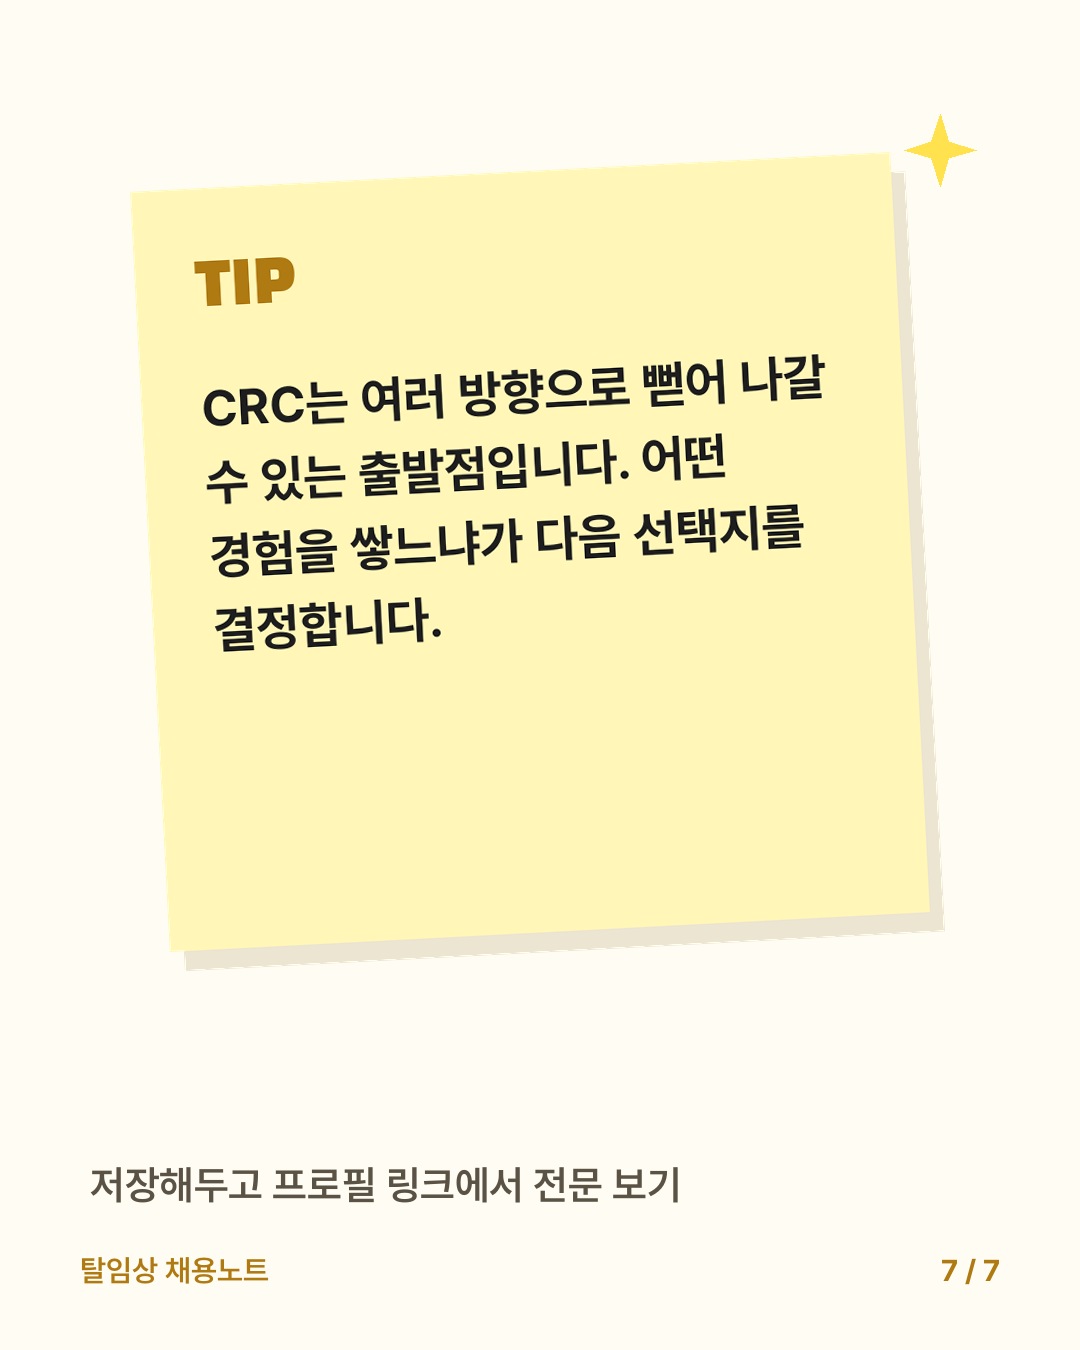 TIP
CRC는 여러 방향으로 뻗어 나갈
수 있는 출발점입니다. 어떤
경험을 쌓느냐가 다음 선택지를
결정합니다.
저장해두고 프로필 링크에서 전문 보기
탈임상 채용노트
7 / 7